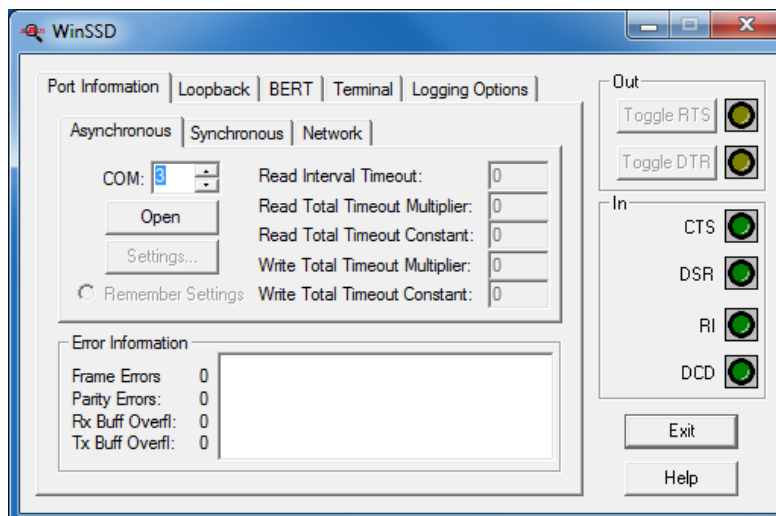 WinSSD
Port Information Loopback BERT Terminal Logging Options
Asynchronous Synchronous Network
COM: 3
Open
Settings...
Remember Settings
Read Interval Timeout: 0
Read Total Timeout Multiplier: 0
Read Total Timeout Constant: 0
Write Total Timeout Multiplier: 0
Write Total Timeout Constant: 0
Error Information
Frame Errors 0
Parity Errors: 0
Rx Buff Overfl: 0
Tx Buff Overfl: 0
Out
Toggle RTS
Toggle DTR
In
CTS
DSR
RI
DCD
Exit
Help